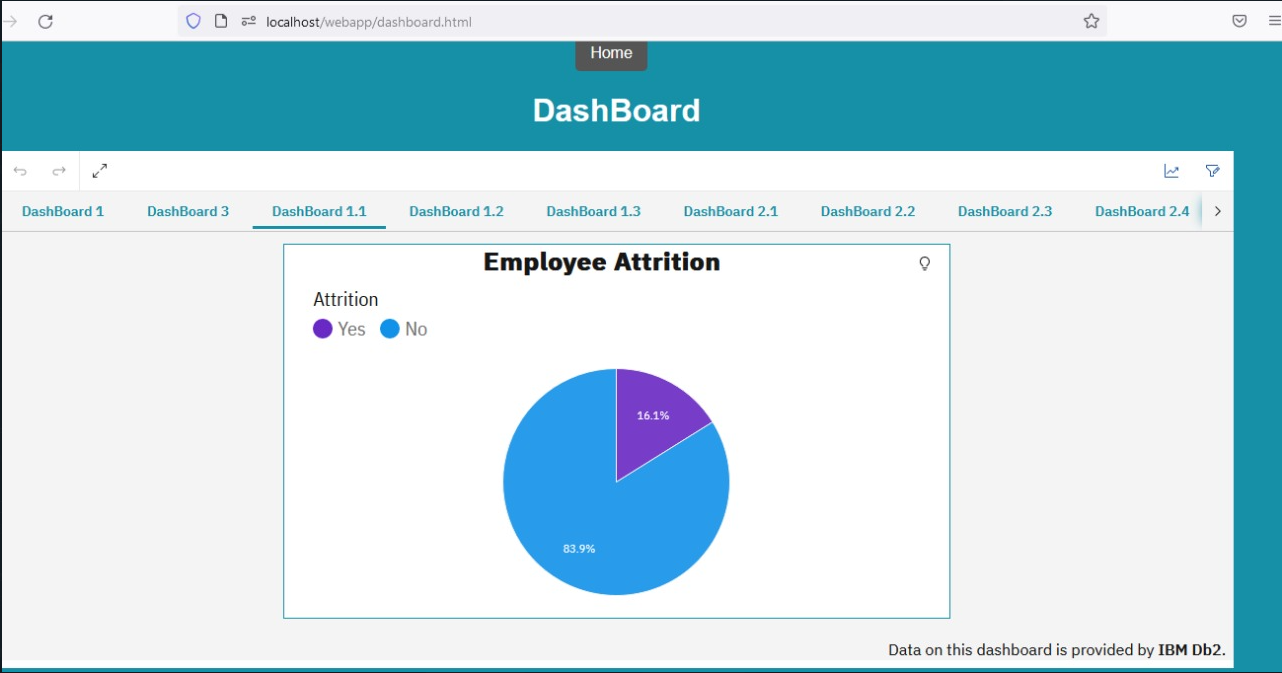 localhost/webapp/dashboard.html
Home
DashBoard
DashBoard 1 DashBoard 3 DashBoard 1.1 DashBoard 1.2 DashBoard 1.3 DashBoard 2.1 DashBoard 2.2 DashBoard 2.3 DashBoard 2.4
Employee Attrition
Attrition
Yes No
16.1%
83.9%
Data on this dashboard is provided by IBM Db2.